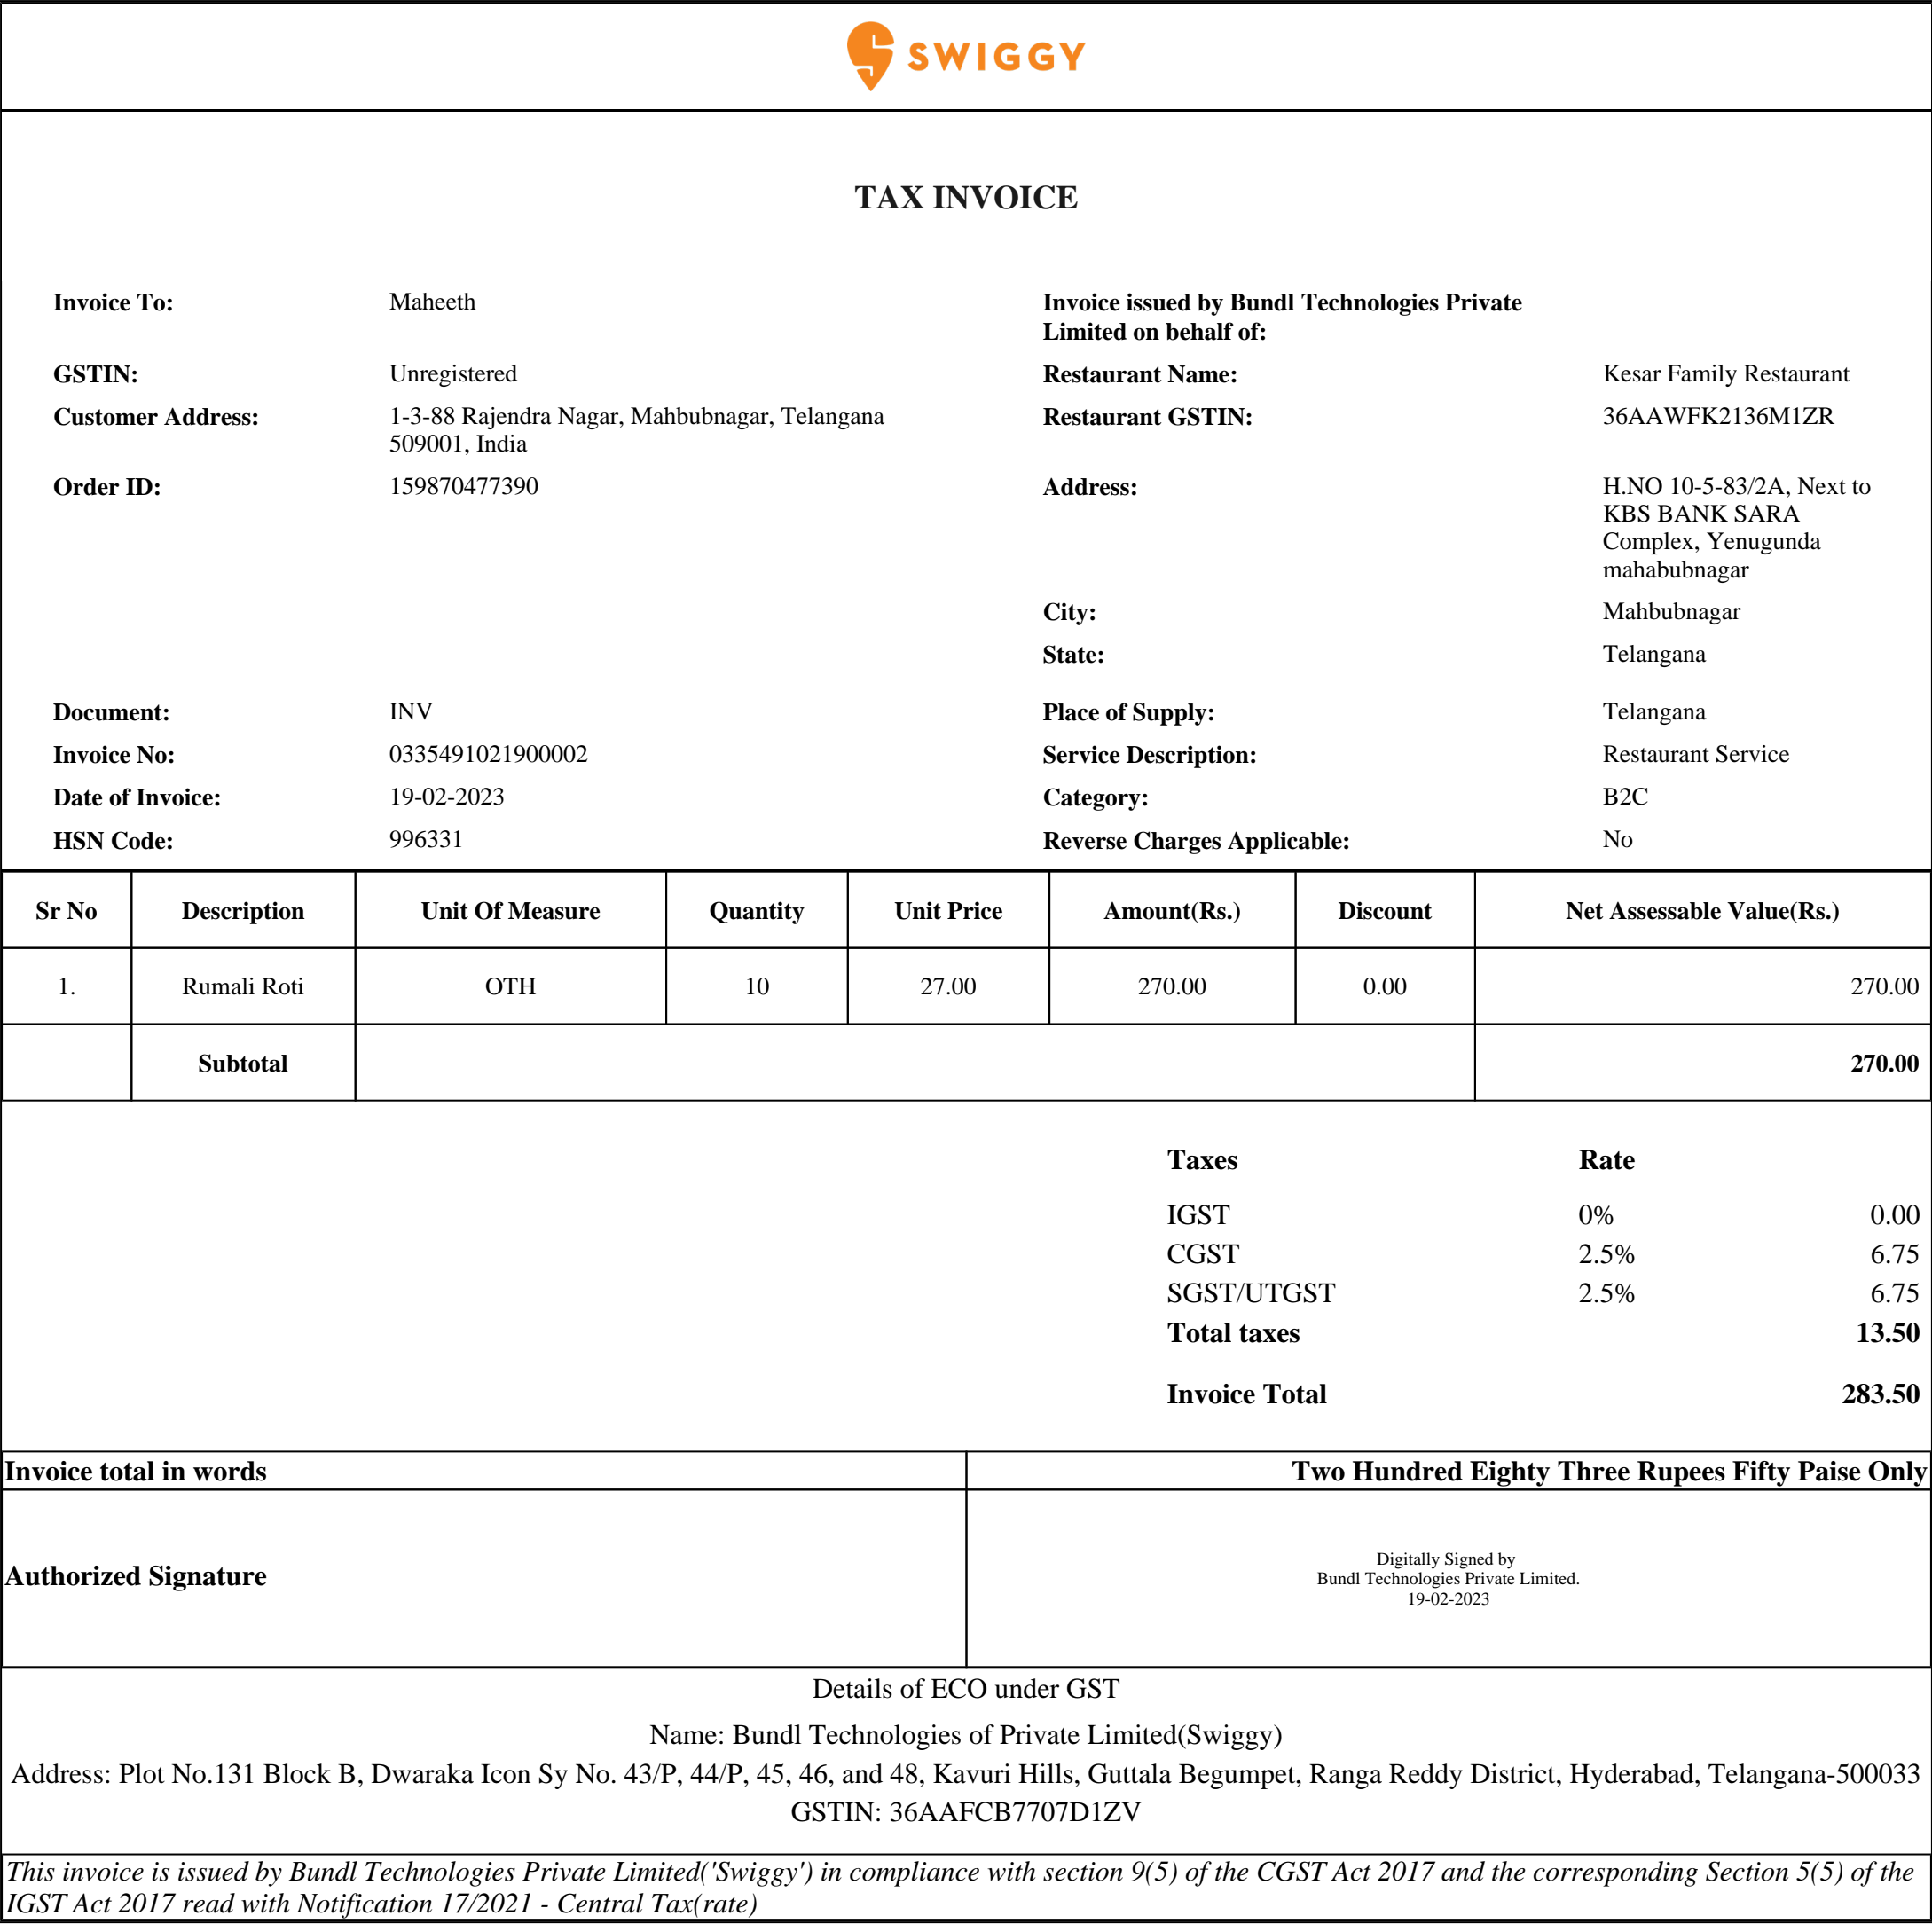 SWIGGY
TAX INVOICE
Invoice To: Maheeth Invoice issued by Bundl Technologies Private
Limited on behalf of:
GSTIN: Unregistered Restaurant Name: Kesar Family Restaurant
Customer Address: 1-3-88 Rajendra Nagar, Mahbubnagar, Telangana Restaurant GSTIN: 36AAWFK2136M1ZR
509001, India
Order ID: 159870477390 Address: H.NO 10-5-83/2A, Next to
KBS BANK SARA
Complex, Yenugunda
mahabubnagar
City: Mahbubnagar
State: Telangana
Document: INV Place of Supply: Telangana
Invoice No: 0335491021900002 Service Description: Restaurant Service
Date of Invoice: 19-02-2023 Category: B2C
HSN Code: 996331 Reverse Charges Applicable: No
Sr No Description Unit Of Measure Quantity Unit Price Amount(Rs.) Discount Net Assessable Value(Rs.)
1. Rumali Roti OTH 10 27.00 270.00 0.00 270.00
Subtotal 270.00
Taxes Rate
IGST 0% 0.00
CGST 2.5% 6.75
SGST/UTGST 2.5% 6.75
Total taxes 13.50
Invoice Total 283.50
Invoice total in words Two Hundred Eighty Three Rupees Fifty Paise Only
Digitally Signed by
Authorized Signature Bundl Technologies Private Limited.
19-02-2023
Details of ECO under GST
Name: Bundl Technologies of Private Limited(Swiggy)
Address: Plot No.131 Block B, Dwaraka Icon Sy No. 43/P, 44/P, 45, 46, and 48, Kavuri Hills, Guttala Begumpet, Ranga Reddy District, Hyderabad, Telangana-500033
GSTIN: 36AAFCB7707D1ZV
This invoice is issued by Bundl Technologies Private Limited('Swiggy') in compliance with section 9(5) of the CGST Act 2017 and the corresponding Section 5(5) of the
IGST Act 2017 read with Notification 17/2021 - Central Tax(rate)